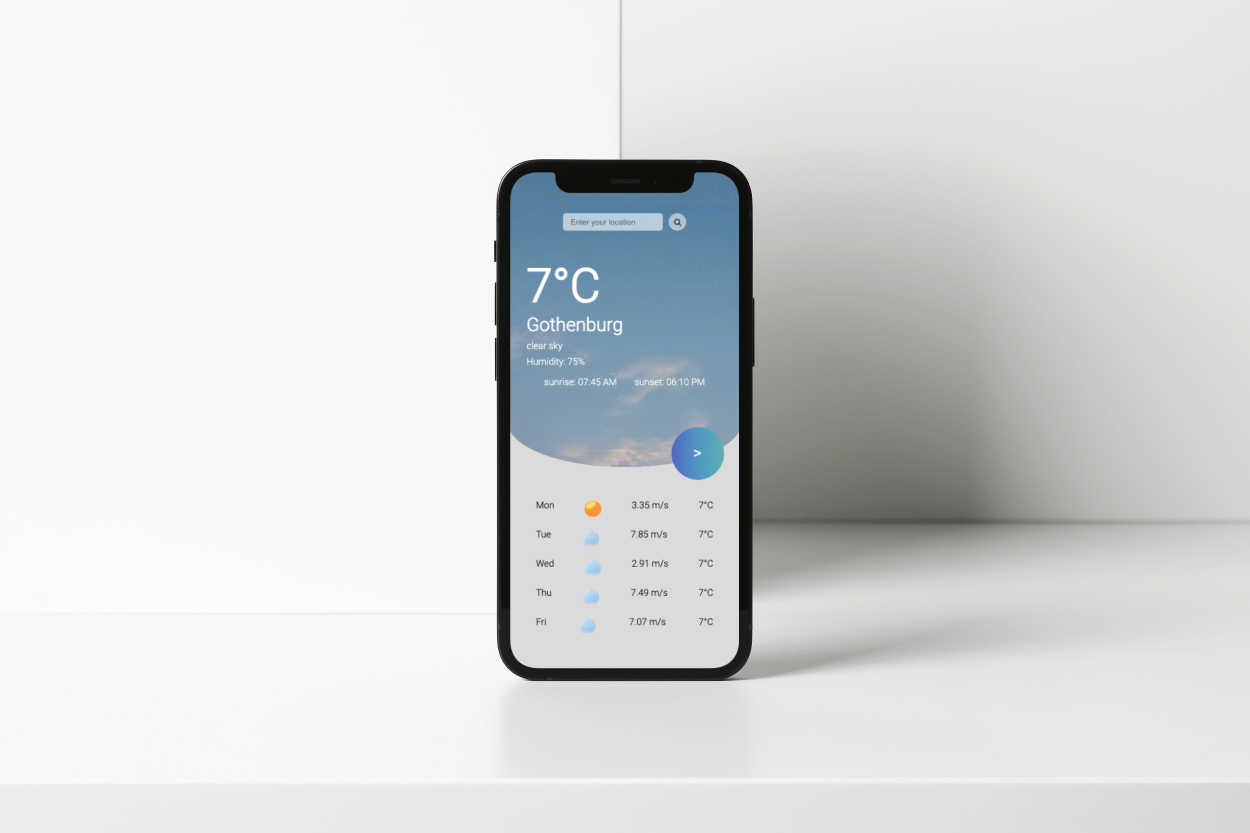 Enter your location
7°C
Gothenburg
clear sky
Humidity: 75%
sunrise: 07:45 AM sunset: 06:10 PM
>
Mon 3.35 m/s 7°C
Tue 7.85 m/s 7°C
Wed 2.91 m/s 7°C
Thu 7.49 m/s 7°C
Fri 7.07 m/s 7°C